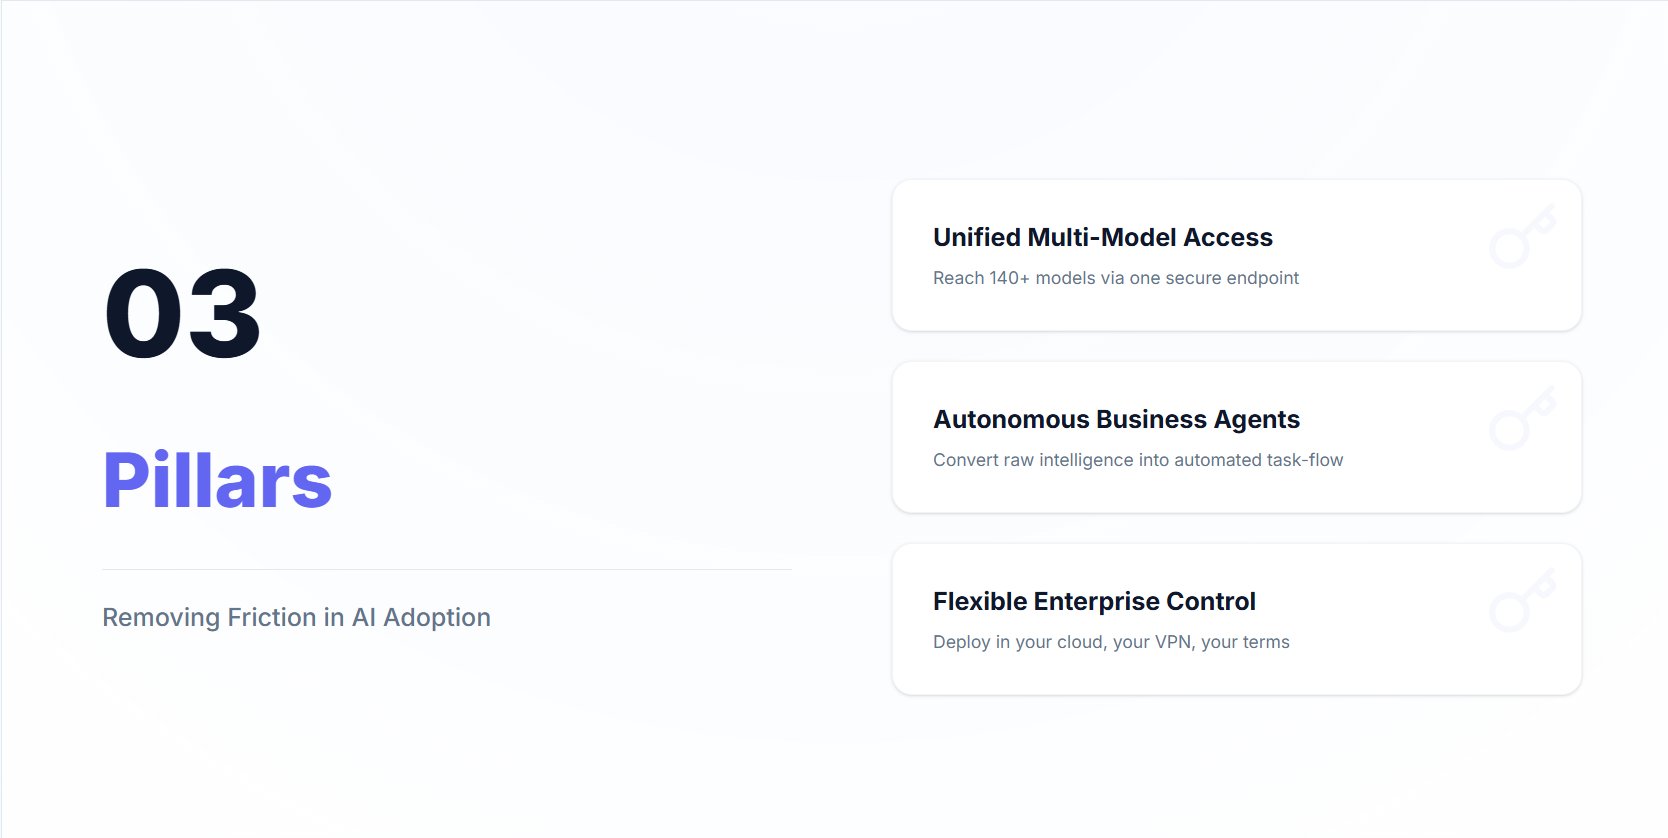 03
Pillars
Removing Friction in AI Adoption
Unified Multi-Model Access
Reach 140+ models via one secure endpoint
Autonomous Business Agents
Convert raw intelligence into automated task-flow
Flexible Enterprise Control
Deploy in your cloud, your VPN, your terms